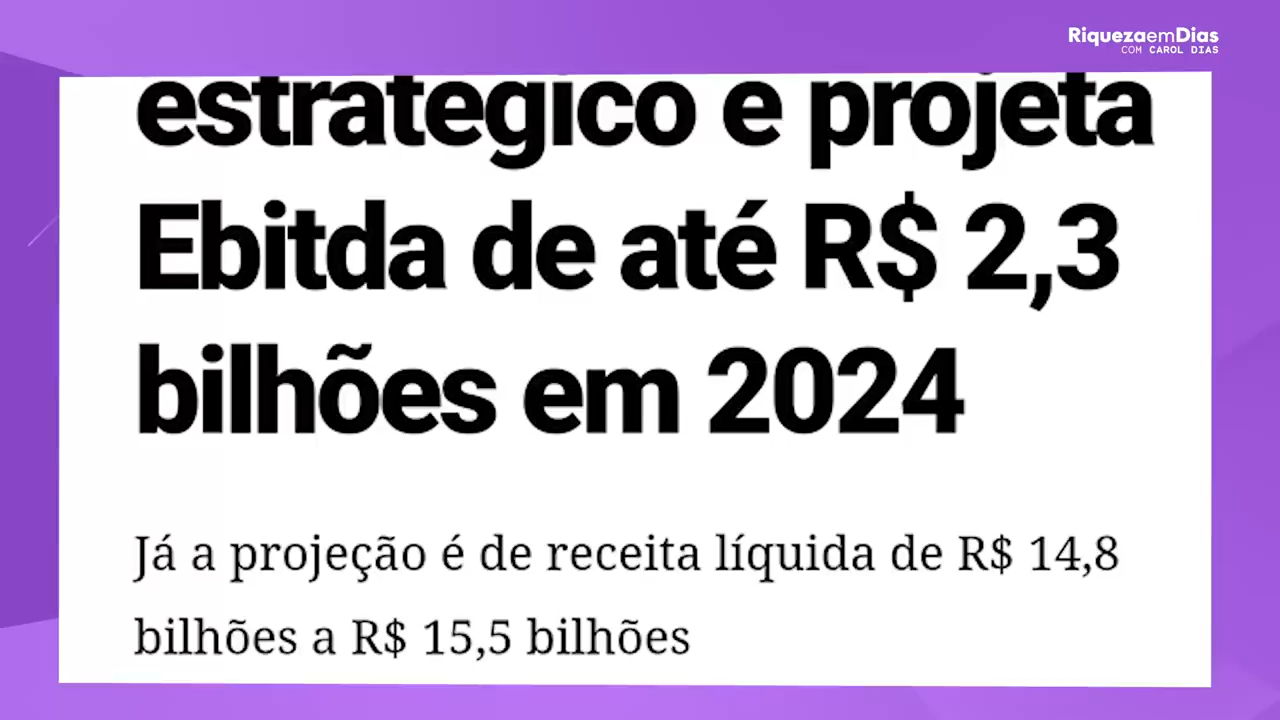 RiquezaemDias
COM CAROL DIAS
estratégico e projeta
Ebitda de até R$ 2,3
bilhões em 2024
Já a projeção é de receita líquida de R$ 14,8
bilhões a R$ 15,5 bilhões